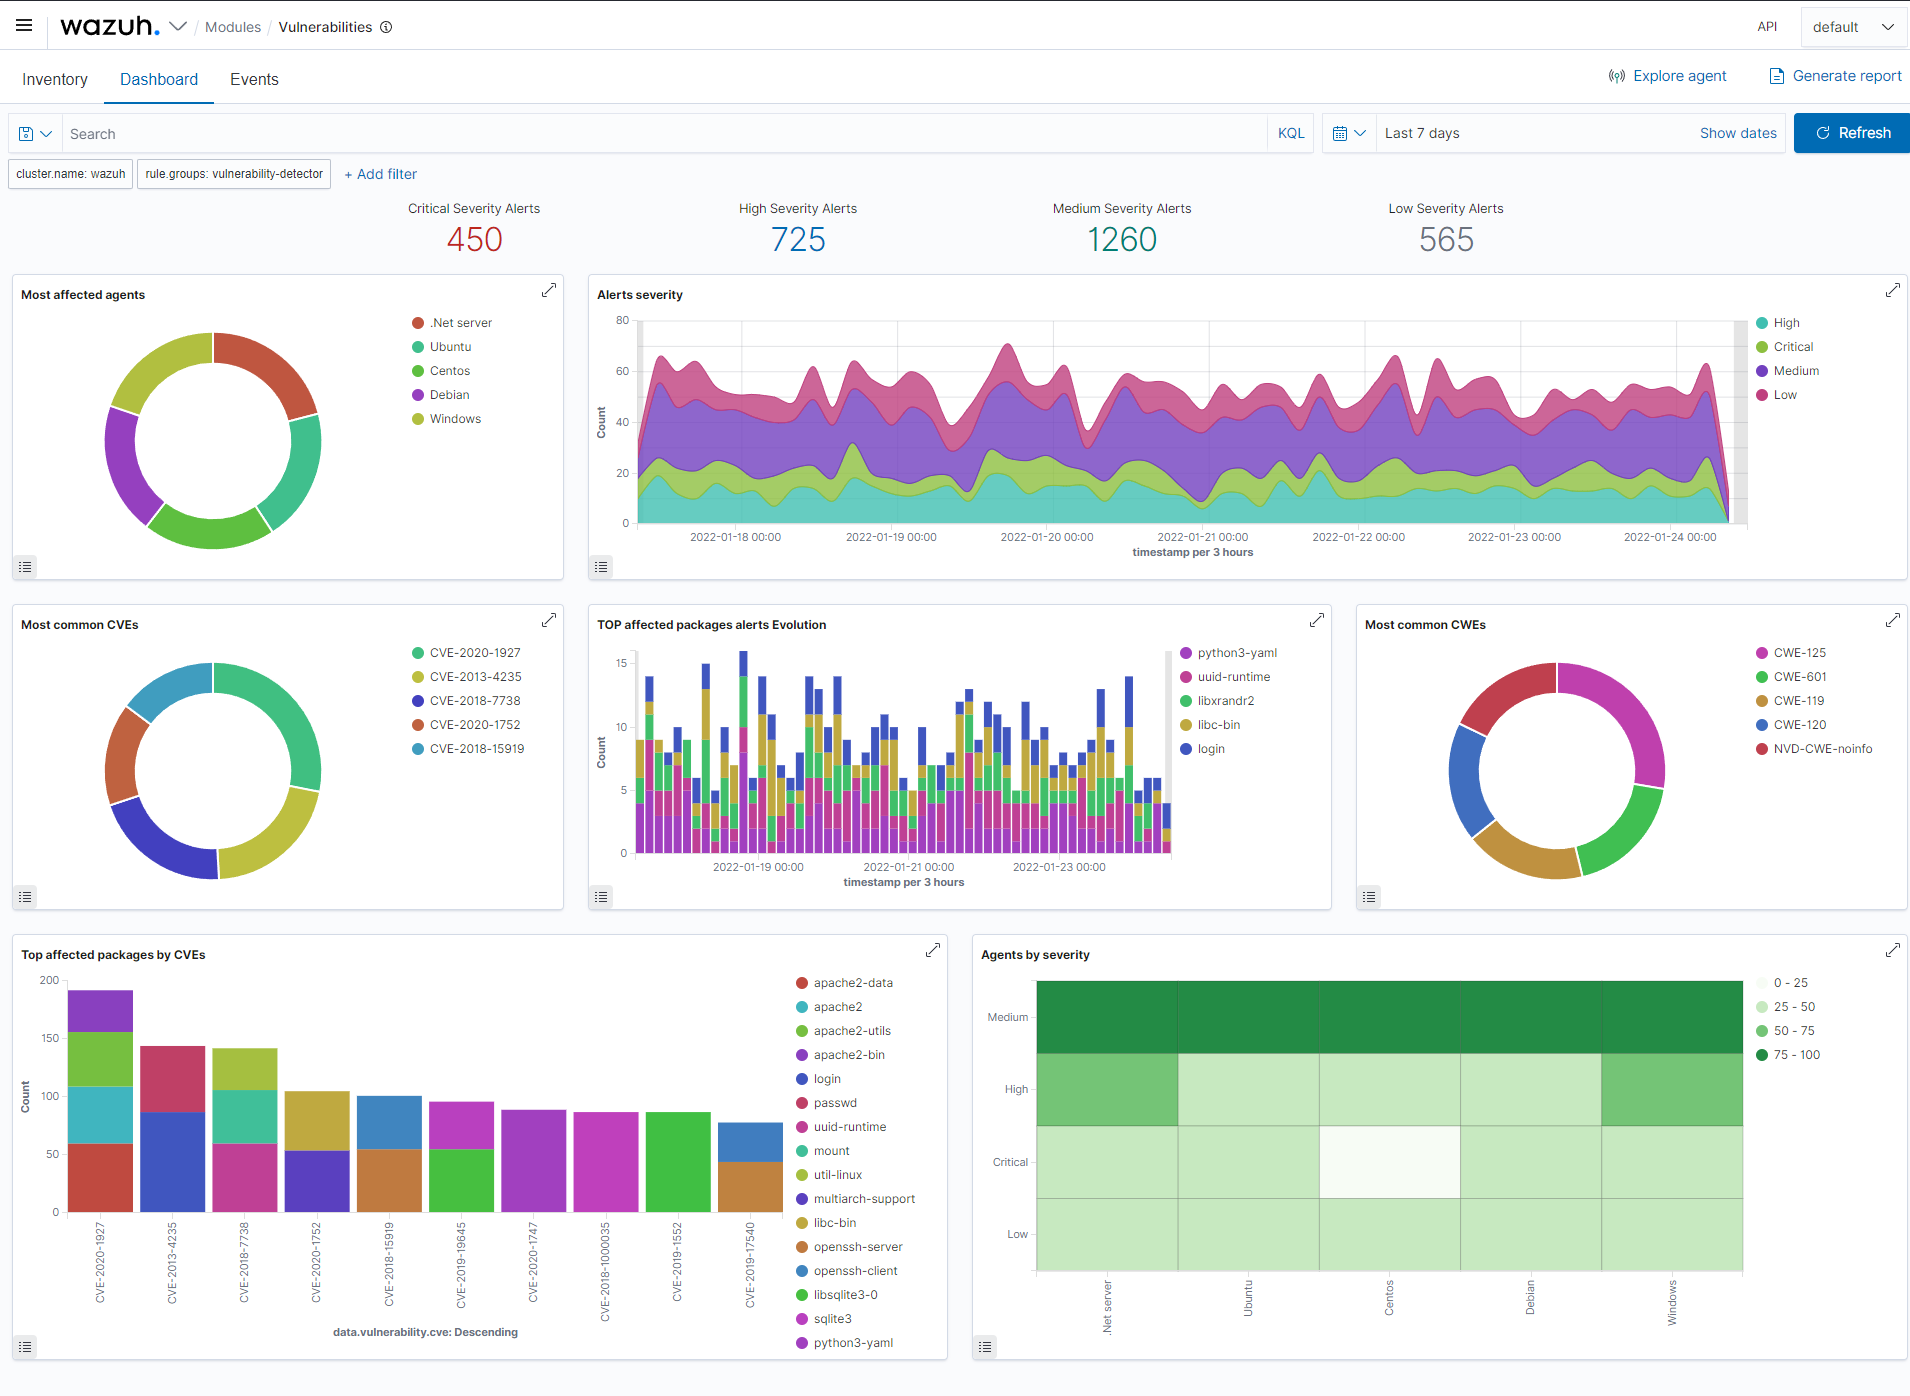 wazuh. / Modules / Vulnerabilities
API
default
Inventory
Dashboard
Events
Explore agent
Generate report
Search
KQL
Last 7 days
Show dates
Refresh
cluster.name: wazuh
rule.groups: vulnerability-detector
+ Add filter
Critical Severity Alerts
450
High Severity Alerts
725
Medium Severity Alerts
1260
Low Severity Alerts
565
Most affected agents
.Net server
Ubuntu
Centos
Debian
Windows
Alerts severity
80
60
40
20
0
Count
2022-01-18 00:00
2022-01-19 00:00
2022-01-20 00:00
2022-01-21 00:00
2022-01-22 00:00
2022-01-23 00:00
2022-01-24 00:00
timestamp per 3 hours
High
Critical
Medium
Low
Most common CVEs
CVE-2020-1927
CVE-2013-4235
CVE-2018-7738
CVE-2020-1752
CVE-2018-15919
TOP affected packages alerts Evolution
15
10
5
0
Count
2022-01-19 00:00
2022-01-21 00:00
2022-01-23 00:00
timestamp per 3 hours
python3-yaml
uuid-runtime
libxrandr2
libc-bin
login
Most common CWEs
CWE-125
CWE-601
CWE-119
CWE-120
NVD-CWE-noinfo
Top affected packages by CVEs
200
150
100
50
0
Count
CVE-2020-1927
CVE-2013-4235
CVE-2018-7738
CVE-2020-1752
CVE-2018-15919
CVE-2019-19645
CVE-2020-1747
CVE-2018-1000035
CVE-2019-1552
CVE-2019-17540
data.vulnerability.cve: Descending
apache2-data
apache2
apache2-utils
apache2-bin
login
passwd
uuid-runtime
mount
util-linux
multiarch-support
libc-bin
openssh-server
openssh-client
libsqlite3-0
sqlite3
python3-yaml
Agents by severity
Medium
High
Critical
Low
.Net server
Ubuntu
Centos
Debian
Windows
0 - 25
25 - 50
50 - 75
75 - 100